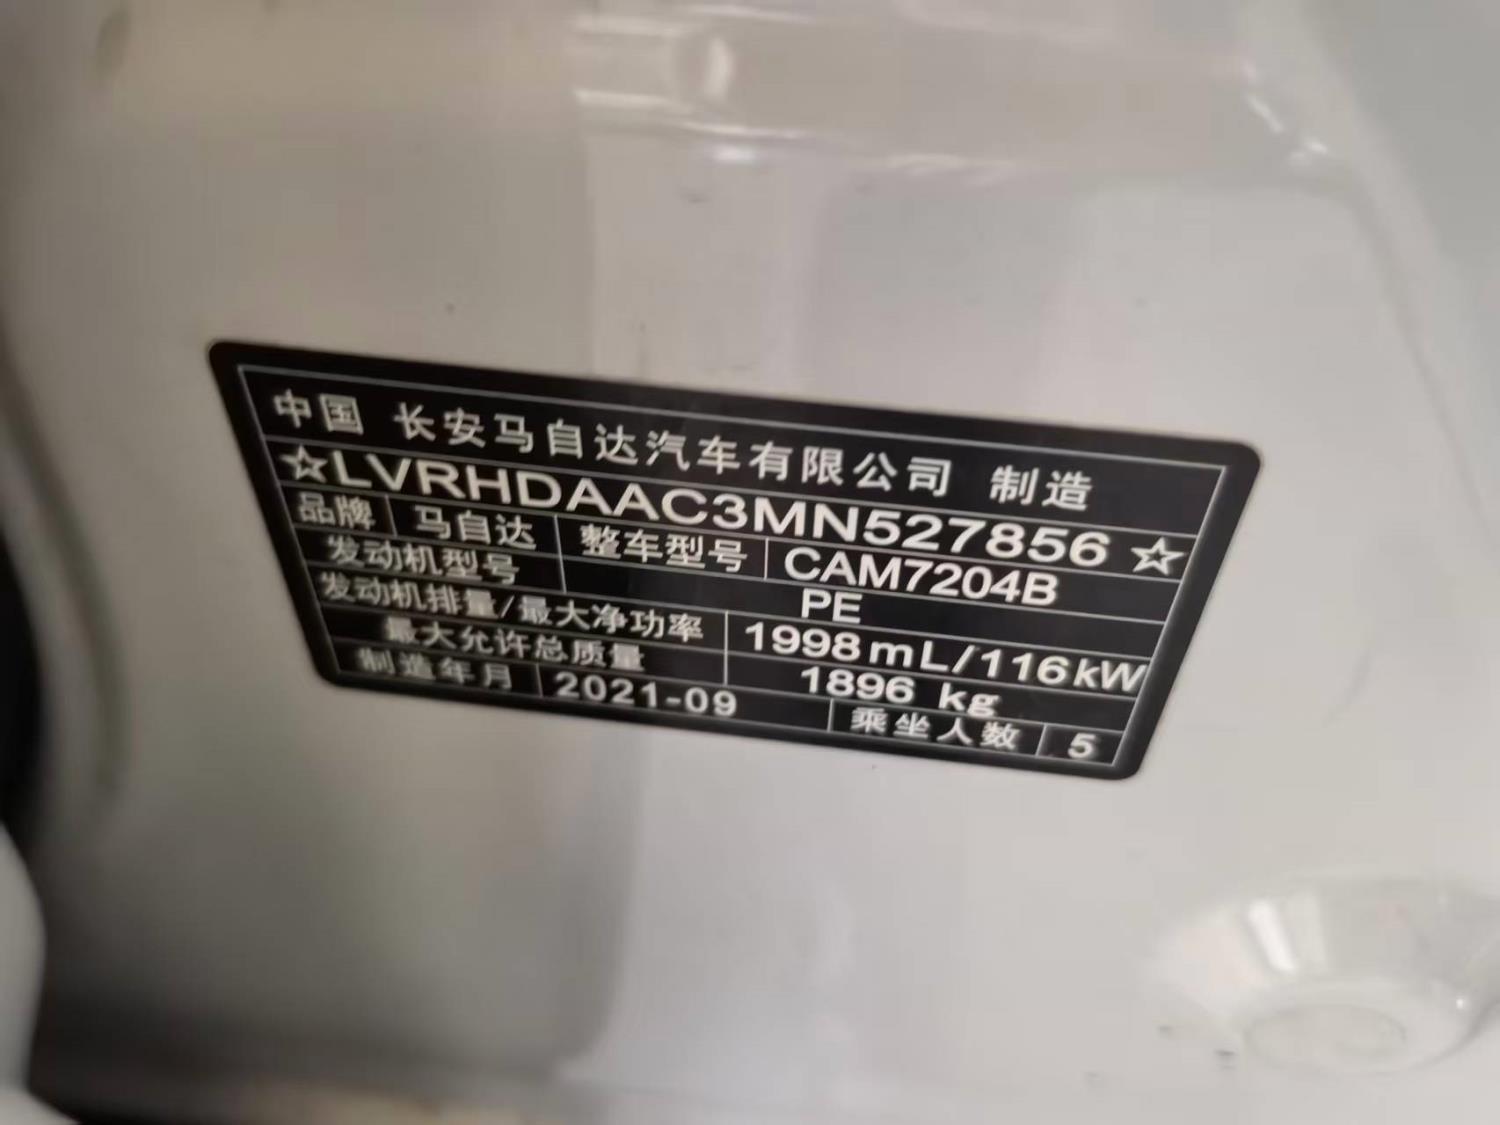 中国 长安马自达汽车有限公司 制造
☆LVRHDAAC3MN527856☆
品牌 马自达 整车型号 CAM7204B
发动机型号 PE
发动机排量/最大净功率 1998mL/116kW
最大允许总质量 1896 kg
制造年月 2021-09 乘坐人数 5